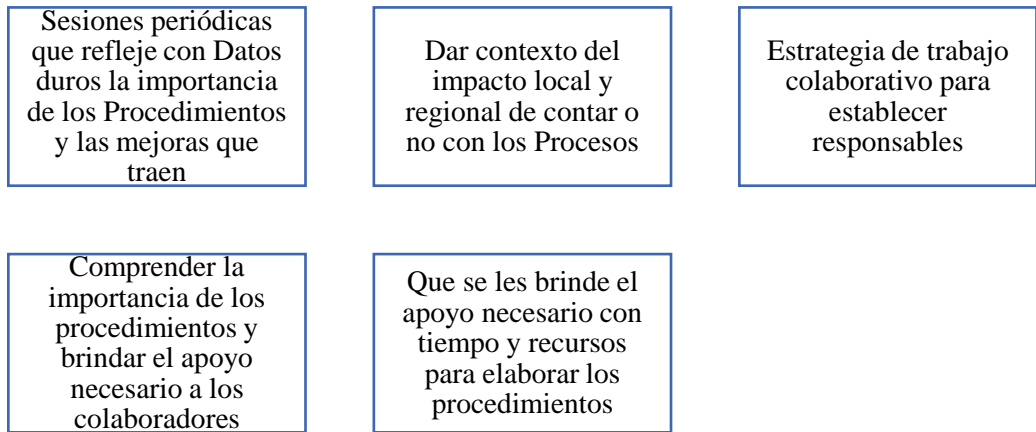 Sesiones periódicas
que refleje con Datos
duros la importancia
de los Procedimientos
y las mejoras que
traen
Dar contexto del
impacto local y
regional de contar o
no con los Procesos
Estrategia de trabajo
colaborativo para
establecer
responsables
Comprender la
importancia de los
procedimientos y
brindar el apoyo
necesario a los
colaboradores
Que se les brinde el
apoyo necesario con
tiempo y recursos
para elaborar los
procedimientos